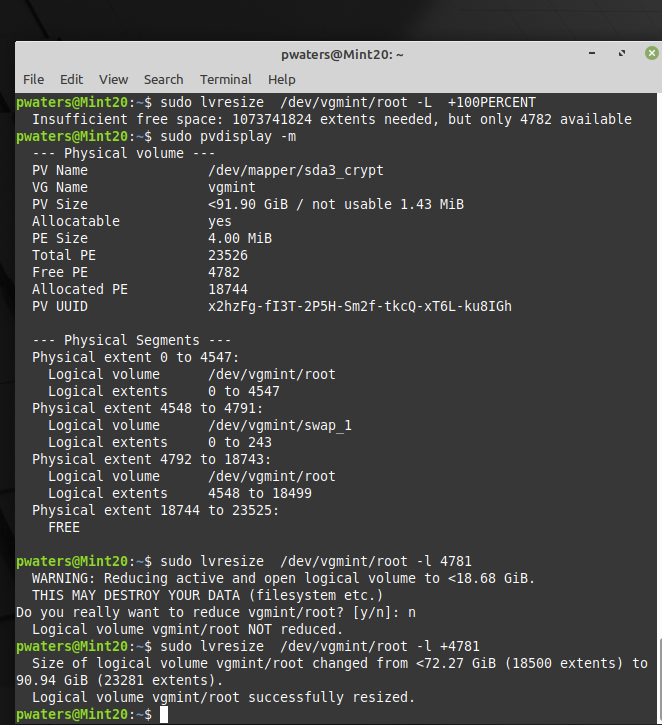 pwaters@Mint20: ~
File Edit View Search Terminal Help
pwaters@Mint20:~$ sudo lvresize  /dev/vgmint/root -L  +100PERCENT
  Insufficient free space: 1073741824 extents needed, but only 4782 available
pwaters@Mint20:~$ sudo pvdisplay -m
  --- Physical volume ---
  PV Name               /dev/mapper/sda3_crypt
  VG Name               vgmint
  PV Size               <91.90 GiB / not usable 1.43 MiB
  Allocatable           yes
  PE Size               4.00 MiB
  Total PE              23526
  Free PE               4782
  Allocated PE          18744
  PV UUID               x2hzFg-fI3T-2P5H-Sm2f-tkcQ-xT6L-ku8IGh
  --- Physical Segments ---
  Physical extent 0 to 4547:
    Logical volume      /dev/vgmint/root
    Logical extents     0 to 4547
  Physical extent 4548 to 4791:
    Logical volume      /dev/vgmint/swap_1
    Logical extents     0 to 243
  Physical extent 4792 to 18743:
    Logical volume      /dev/vgmint/root
    Logical extents     4548 to 18499
  Physical extent 18744 to 23525:
    FREE
pwaters@Mint20:~$ sudo lvresize  /dev/vgmint/root -l 4781
  WARNING: Reducing active and open logical volume to <18.68 GiB.
  THIS MAY DESTROY YOUR DATA (filesystem etc.)
Do you really want to reduce vgmint/root? [y/n]: n
  Logical volume vgmint/root NOT reduced.
pwaters@Mint20:~$ sudo lvresize  /dev/vgmint/root -l +4781
  Size of logical volume vgmint/root changed from <72.27 GiB (18500 extents) to
90.94 GiB (23281 extents).
  Logical volume vgmint/root successfully resized.
pwaters@Mint20:~$